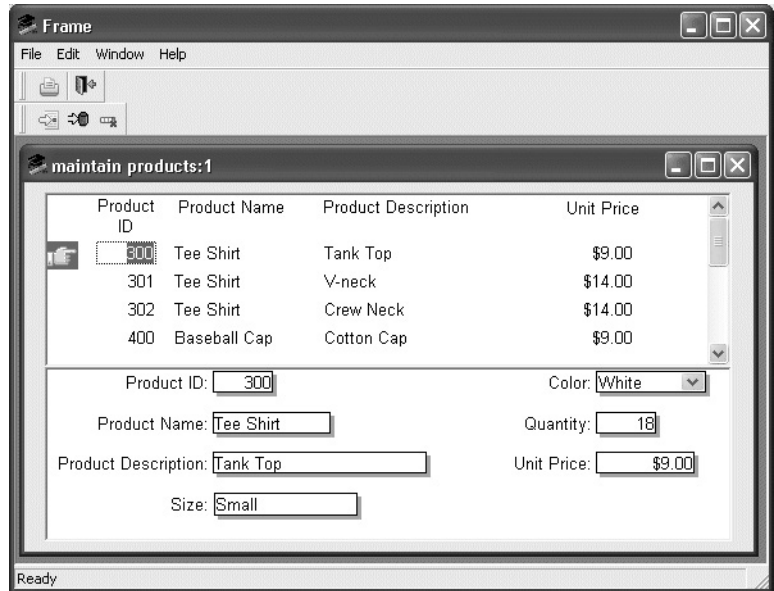 Frame
File Edit Window Help
maintain products:1
Product ID Product Name Product Description Unit Price
300 Tee Shirt Tank Top $9.00
301 Tee Shirt V-neck $14.00
302 Tee Shirt Crew Neck $14.00
400 Baseball Cap Cotton Cap $9.00
Product ID: 300 Color: White
Product Name: Tee Shirt Quantity: 18
Product Description: Tank Top Unit Price: $9.00
Size: Small
Ready